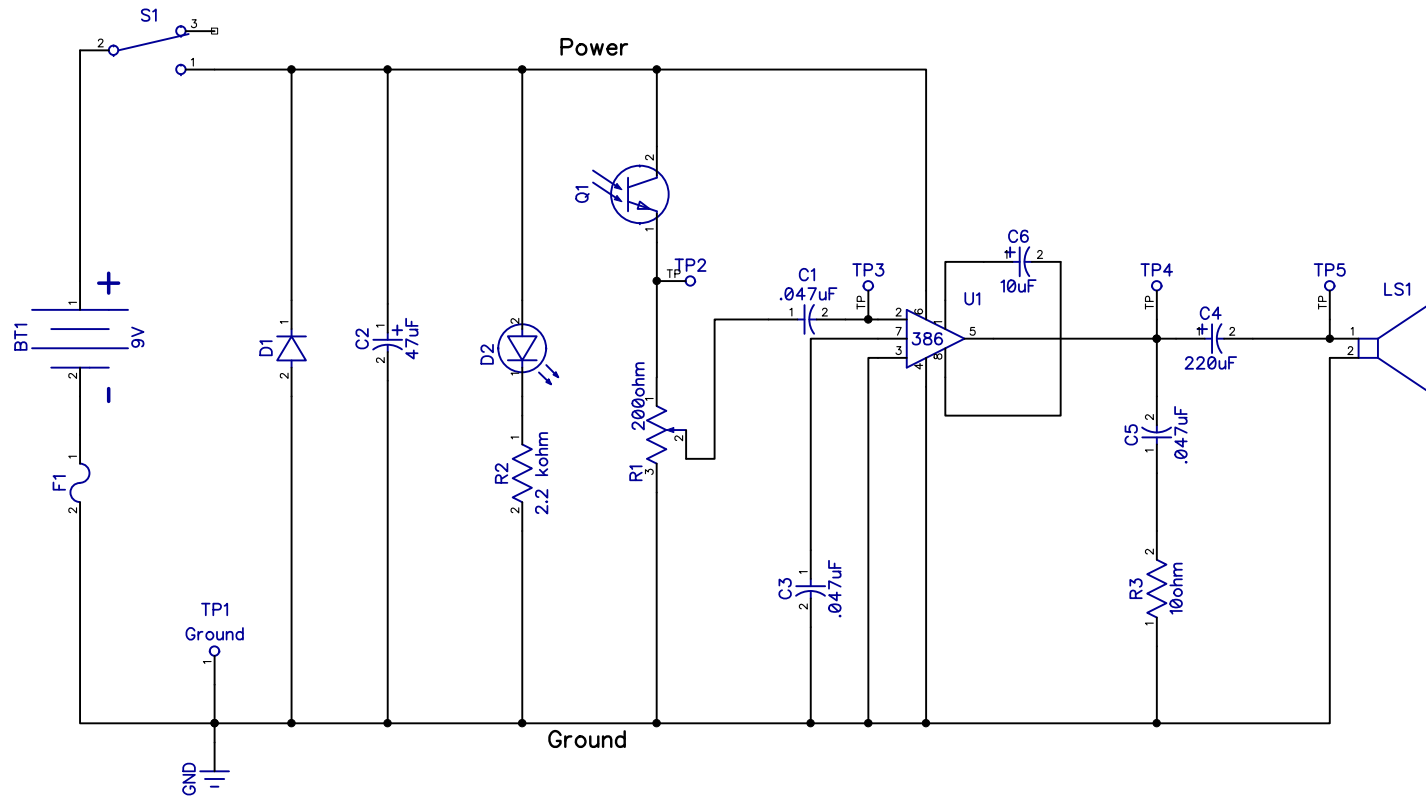 S1
3
2
1
Power
2
Q1
1
TP2
TP
C6
1 + 2
10uF
C1
.047uF
1 2
TP3
TP
U1
TP4
TP
TP5
TP
LS1
+
1
BT1
9V
2
-
1
D1
2
1
C2
+
47uF
2
2
D2
1
2
6
1
7
386
5
3
4
8
C4
1 + 2
220uF
1
2
200ohm
1
2
R1
3
1
R2
2.2 kohm
2
2
C5
.047uF
1
1
F1
2
1
C3
.047uF
2
2
R3
10ohm
1
TP1
Ground
1
Ground
GND